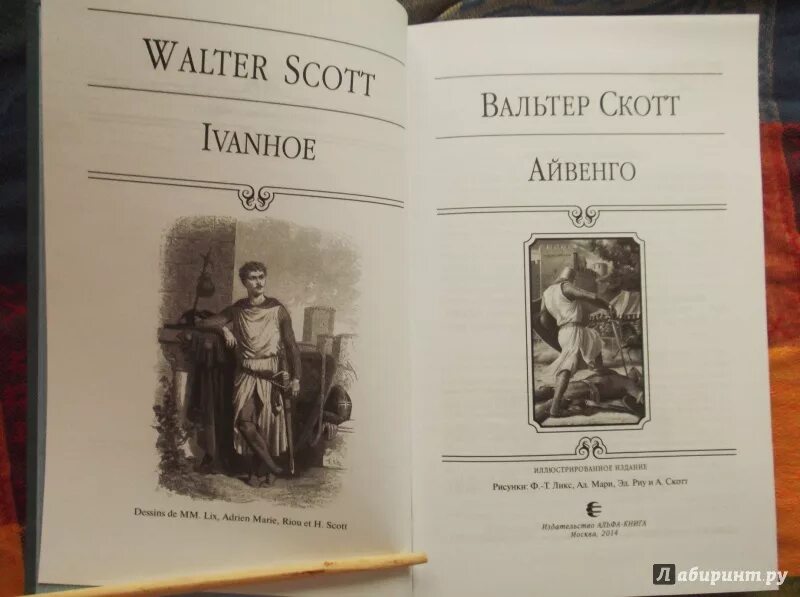 WALTER SCOTT
IVANHOE
Dessins de MM. Lix, Adrien Marie, Riou et H. Scott
ВАЛЬТЕР СКОТТ
АЙВЕНГО
ИЛЛЮСТРИРОВАННОЕ ИЗДАНИЕ
Рисунки: Ф.-Т. Ликс, Ад. Мари, Эд. Риу и А. Скотт
Издательство АЛЬФА-КНИГА
Москва, 2014
Лабиринт.ру